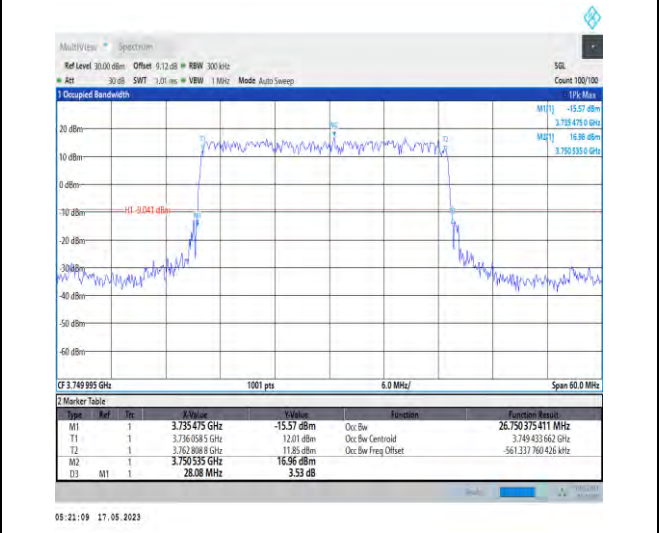 MultiView Spectrum
Ref Level 30.00 dBm Offset 9.12 dB RBW 300 kHz SGL
Att 30 dB SWT 1.01 ms VBW 1 MHz Mode Auto Sweep Count 100/100
1 Occupied Bandwidth 1Pk Max
M1[1] -15.57 dBm
3.735 475 0 GHz
M2[1] 16.96 dBm
3.750 535 0 GHz
20 dBm
T1 M2 T2
10 dBm
0 dBm
-10 dBm H1 -9.041 dBm
-20 dBm
-30 dBm
-40 dBm
-50 dBm
-60 dBm
CF 3.749 995 GHz 1001 pts 6.0 MHz/ Span 60.0 MHz
2 Marker Table
Type Ref Trc X-Value Y-Value Function Function Result
M1 1 3.735 475 GHz -15.57 dBm Occ Bw 26.750 375 411 MHz
T1 1 3.736 058 5 GHz 12.01 dBm Occ Bw Centroid 3.749 433 662 GHz
T2 1 3.762 808 8 GHz 11.85 dBm Occ Bw Freq Offset -561.337 760 426 kHz
M2 1 3.750 535 GHz 16.96 dBm
D3 M1 1 28.08 MHz 3.53 dB
05:21:09 17.05.2023